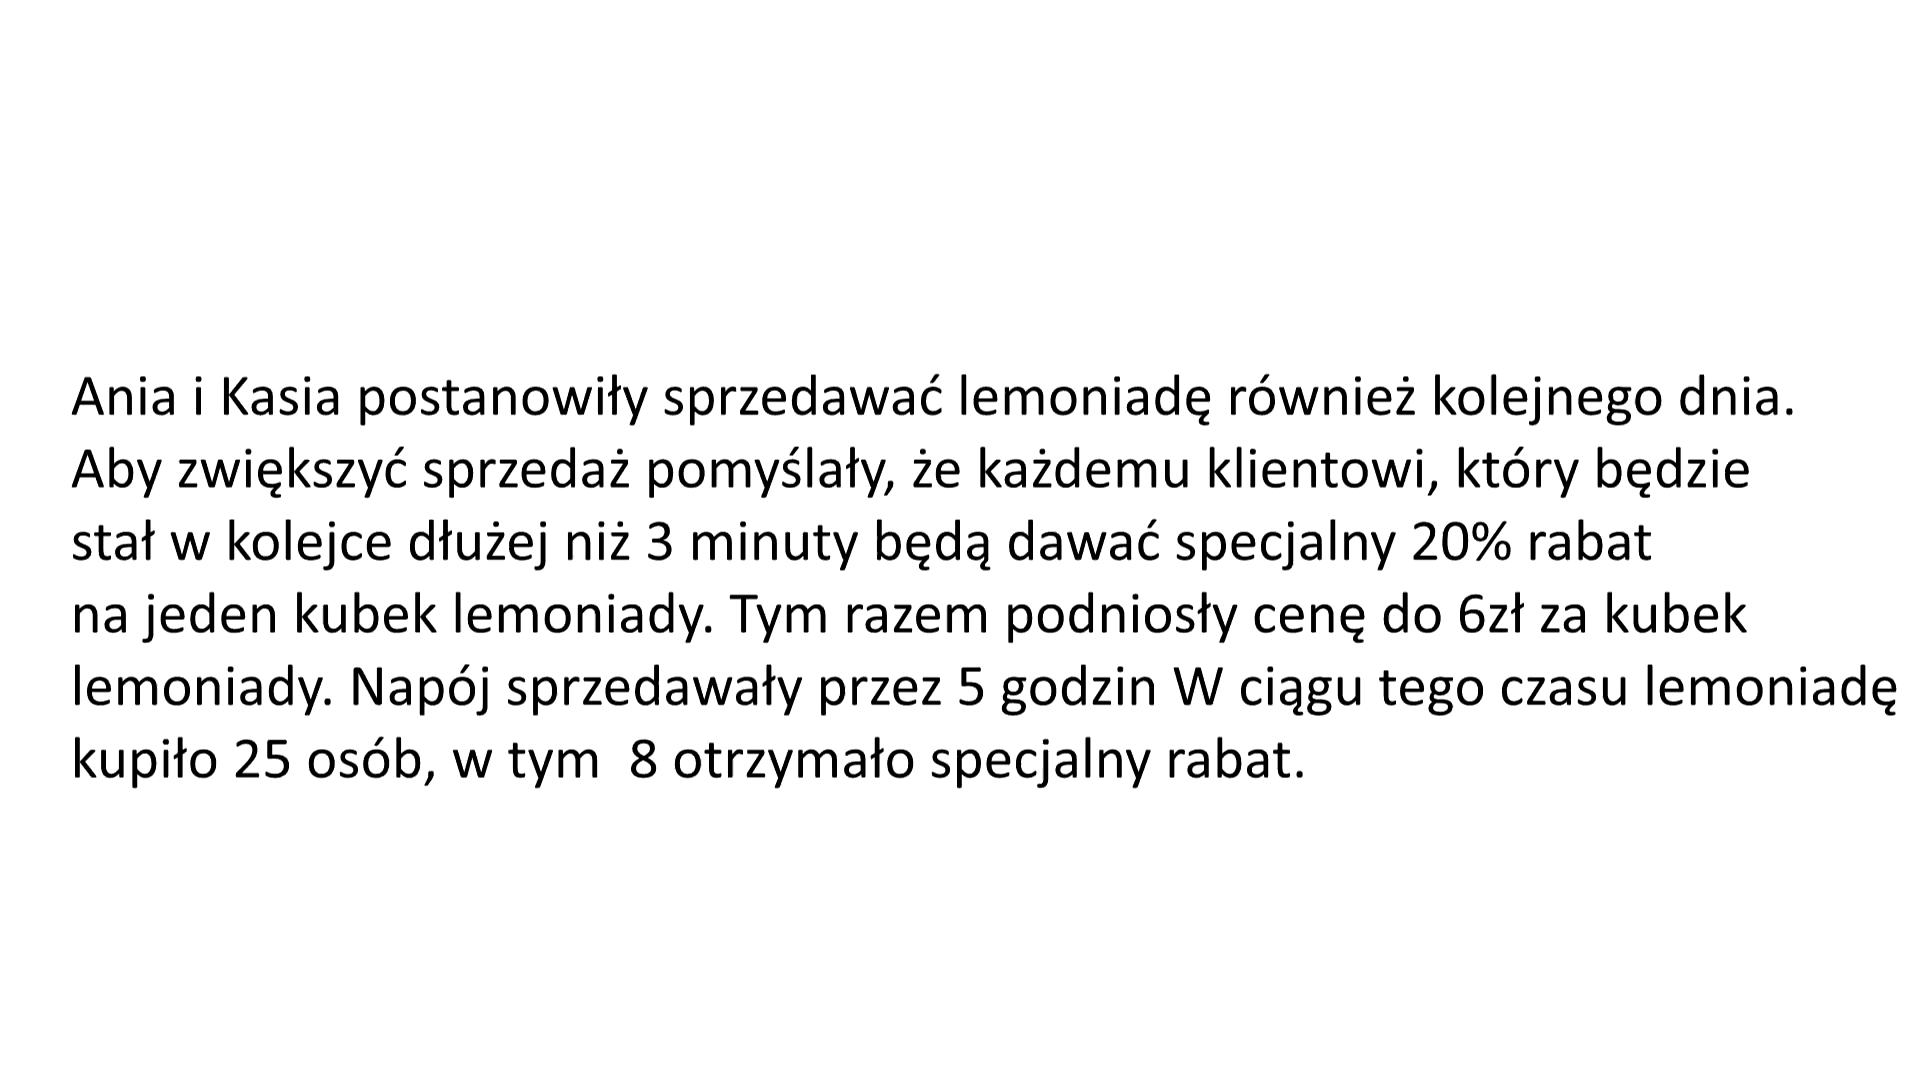 Ania i Kasia postanowiły sprzedawać lemoniadę również kolejnego dnia.
Aby zwiększyć sprzedaż pomyślały, że każdemu klientowi, który będzie
stał w kolejce dłużej niż 3 minuty będą dawać specjalny 20% rabat
na jeden kubek lemoniady. Tym razem podniosły cenę do 6zł za kubek
lemoniady. Napój sprzedawały przez 5 godzin W ciągu tego czasu lemoniadę
kupiło 25 osób, w tym  8 otrzymało specjalny rabat.